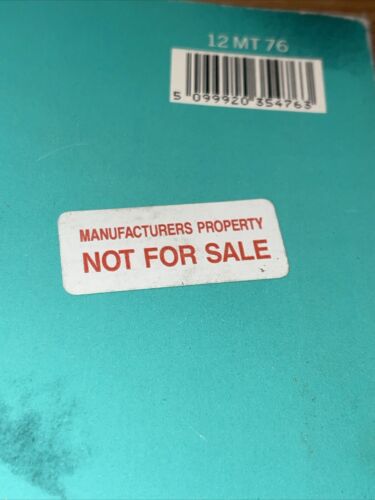 12 MT 76
5 099920 354763
MANUFACTURERS PROPERTY
NOT FOR SALE